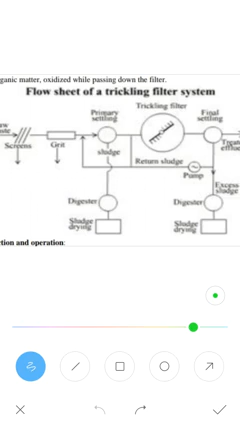 ganic matter, oxidized while passing down the filter.
Flow sheet of a trickling filter system
Trickling filter
Primary
settling
Final
settling
Screens
Grit
sludge
Return sludge
Pump
Excess
sludge
Digester
Digester
Sludge
drying
Sludge
drying
ction and operation: